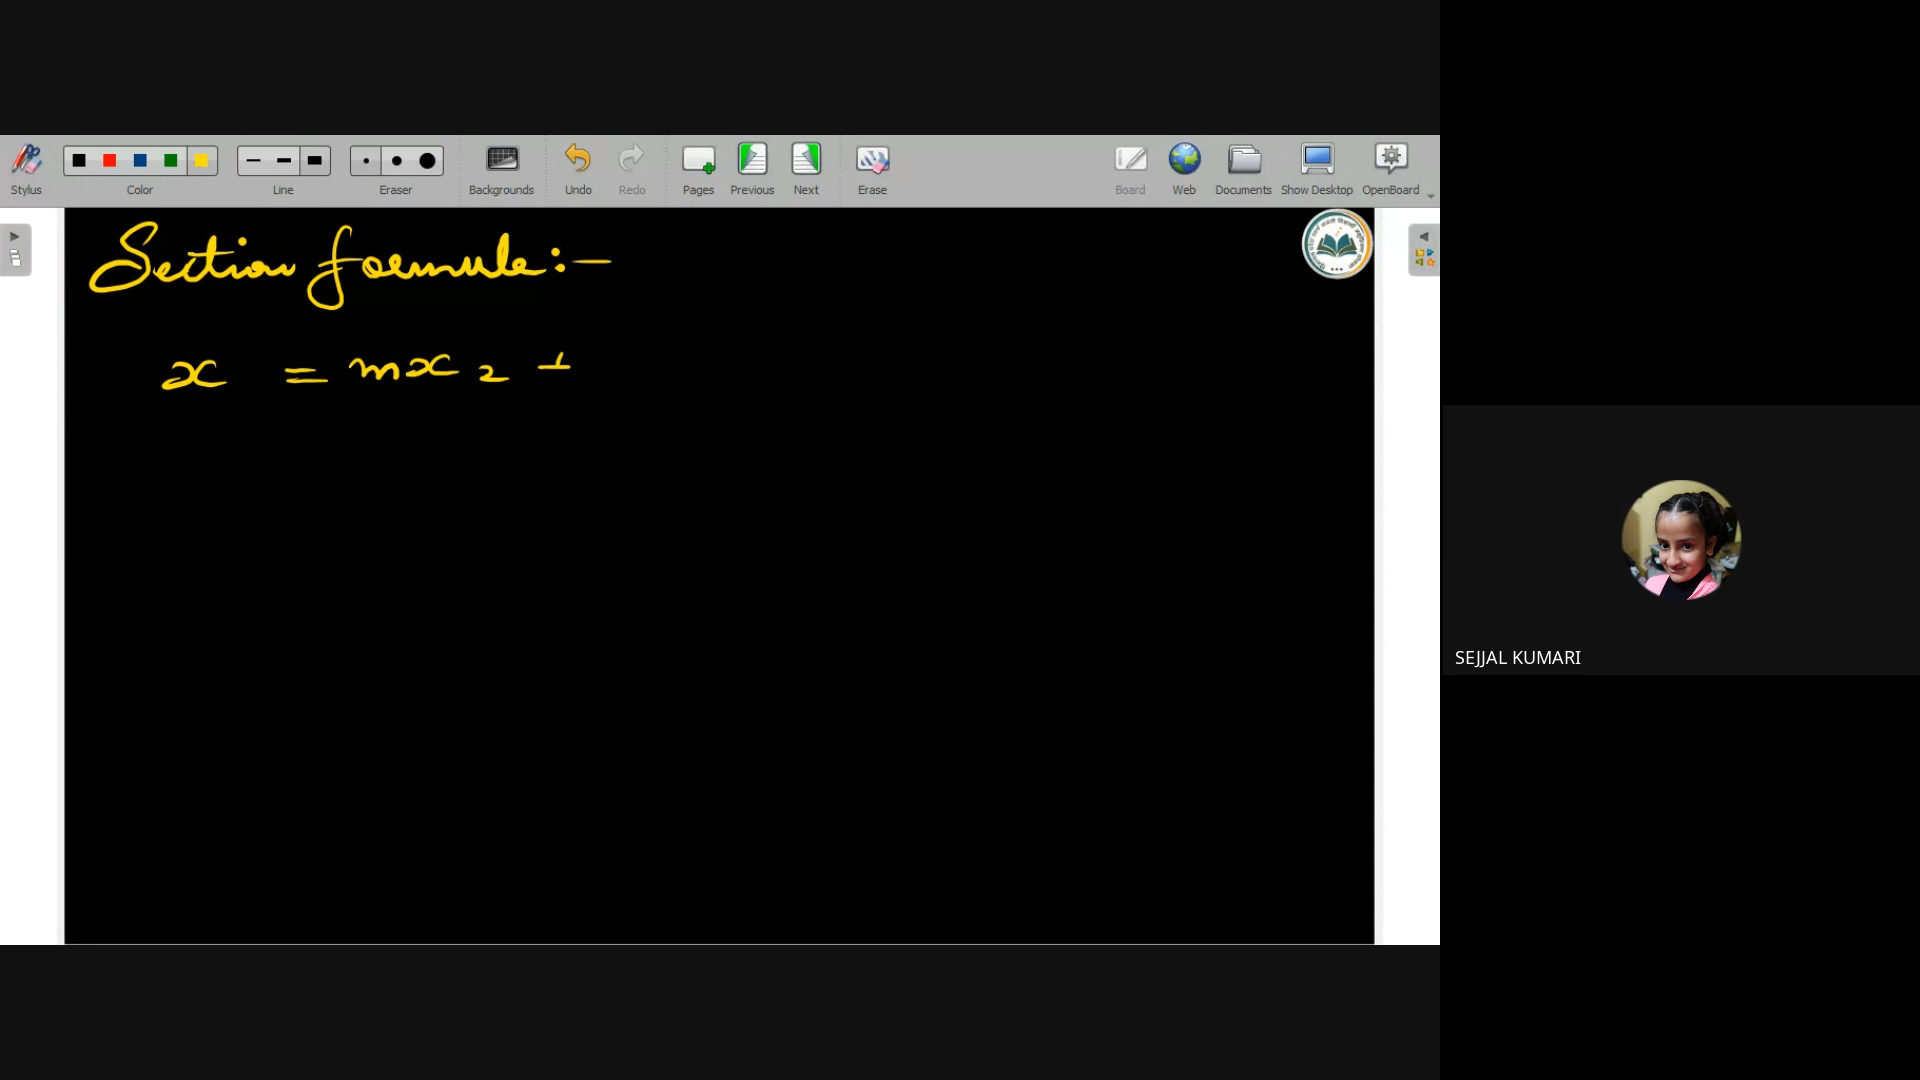 Stylus
Color
Line
Eraser
Backgrounds
Undo
Redo
Pages
Previous
Next
Erase
Board
Web
Documents
Show Desktop
OpenBoard
Section formula:-
x = mx₂ +
SEJJAL KUMARI